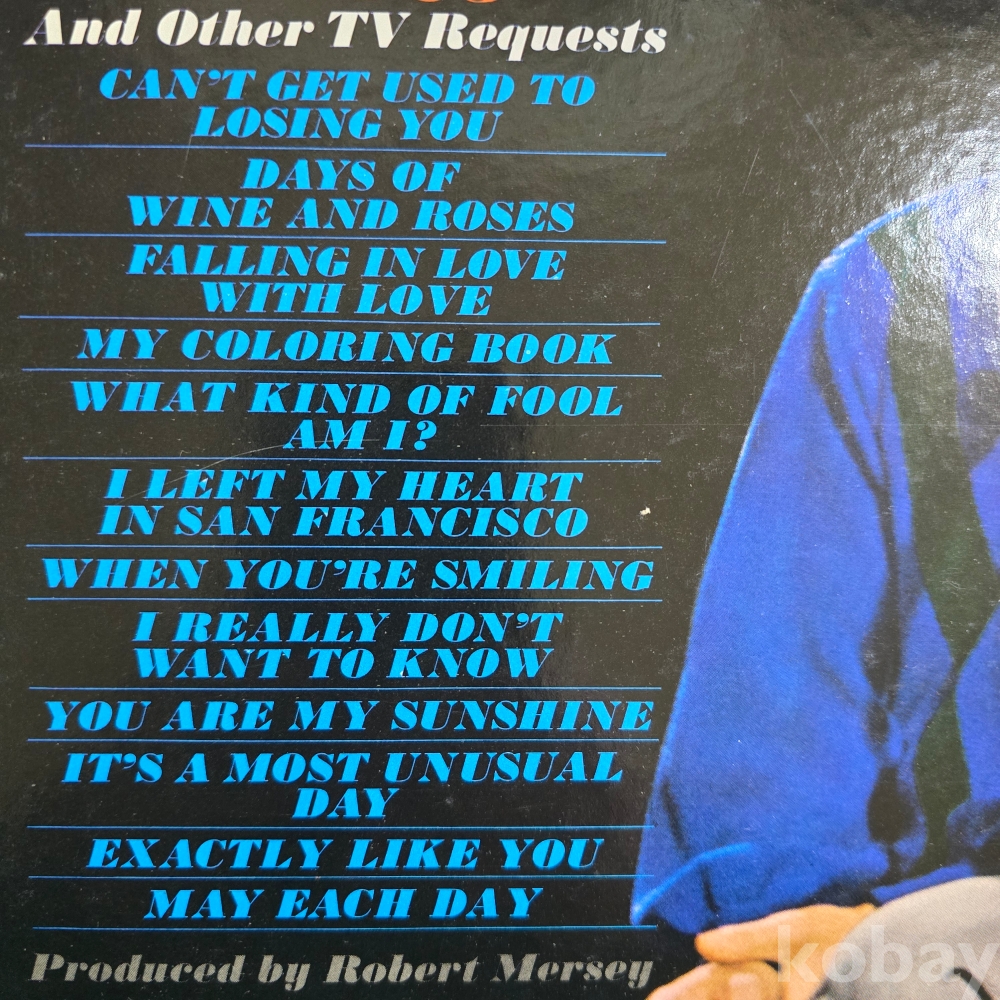 And Other TV Requests
CAN'T GET USED TO
LOSING YOU
DAYS OF
WINE AND ROSES
FALLING IN LOVE
WITH LOVE
MY COLORING BOOK
WHAT KIND OF FOOL
AM I?
I LEFT MY HEART
IN SAN FRANCISCO
WHEN YOU'RE SMILING
I REALLY DON'T
WANT TO KNOW
YOU ARE MY SUNSHINE
IT'S A MOST UNUSUAL
DAY
EXACTLY LIKE YOU
MAY EACH DAY
Produced by Robert Mersey
kobay